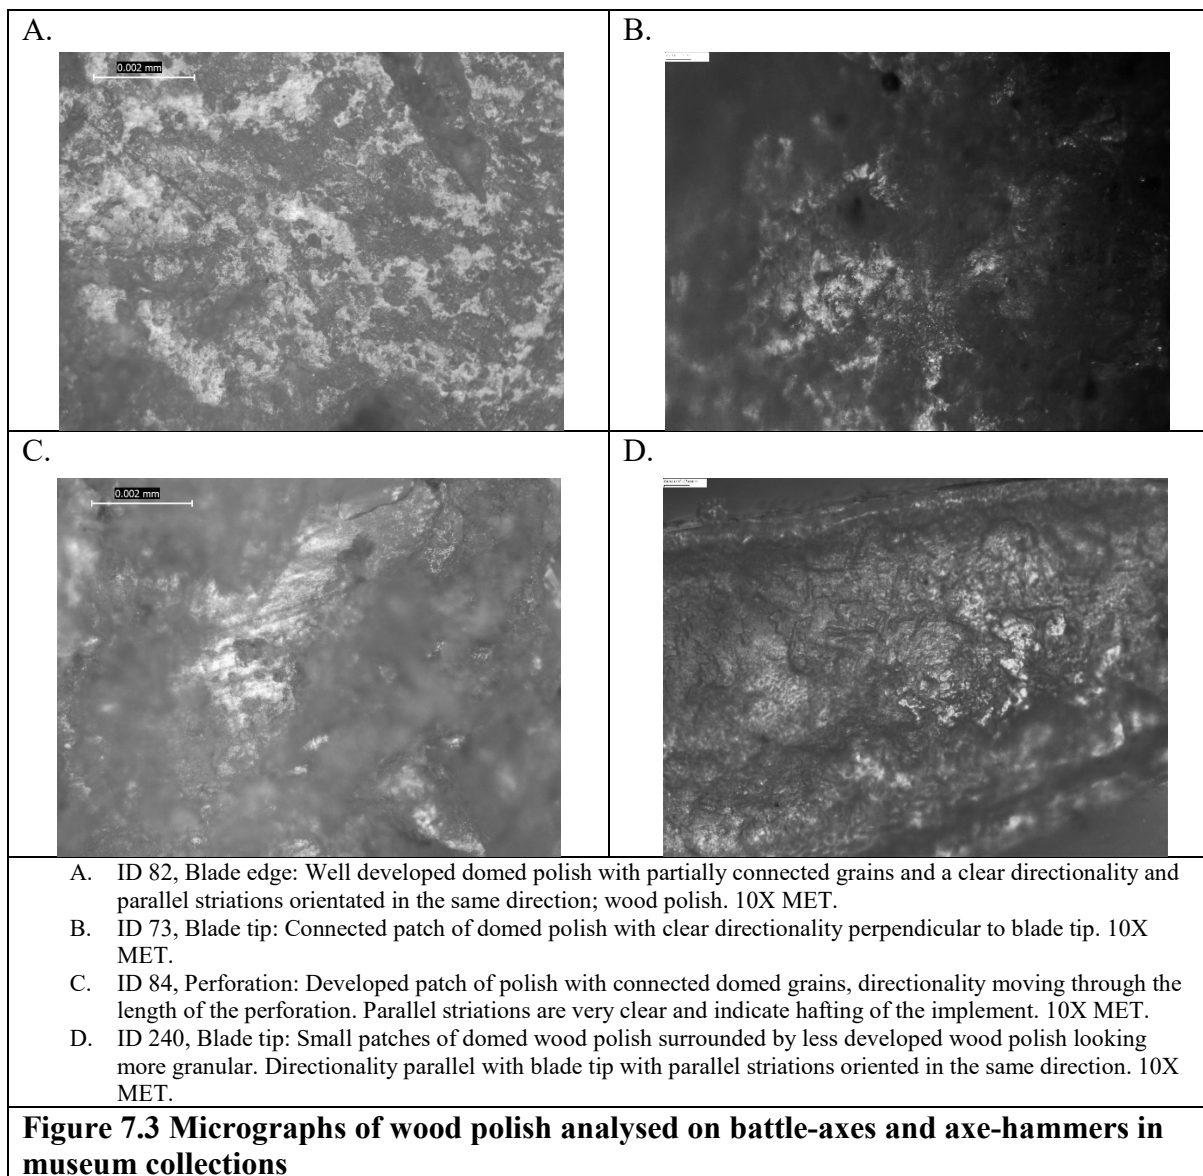 A.
B.
0.002 mm
C.
D.
0.002 mm
A. ID 82, Blade edge: Well developed domed polish with partially connected grains and a clear directionality and
parallel striations orientated in the same direction; wood polish. 10X MET.
B. ID 73, Blade tip: Connected patch of domed polish with clear directionality perpendicular to blade tip. 10X
MET.
C. ID 84, Perforation: Developed patch of polish with connected domed grains, directionality moving through the
length of the perforation. Parallel striations are very clear and indicate hafting of the implement. 10X MET.
D. ID 240, Blade tip: Small patches of domed wood polish surrounded by less developed wood polish looking
more granular. Directionality parallel with blade tip with parallel striations oriented in the same direction. 10X
MET.
Figure 7.3 Micrographs of wood polish analysed on battle-axes and axe-hammers in
museum collections